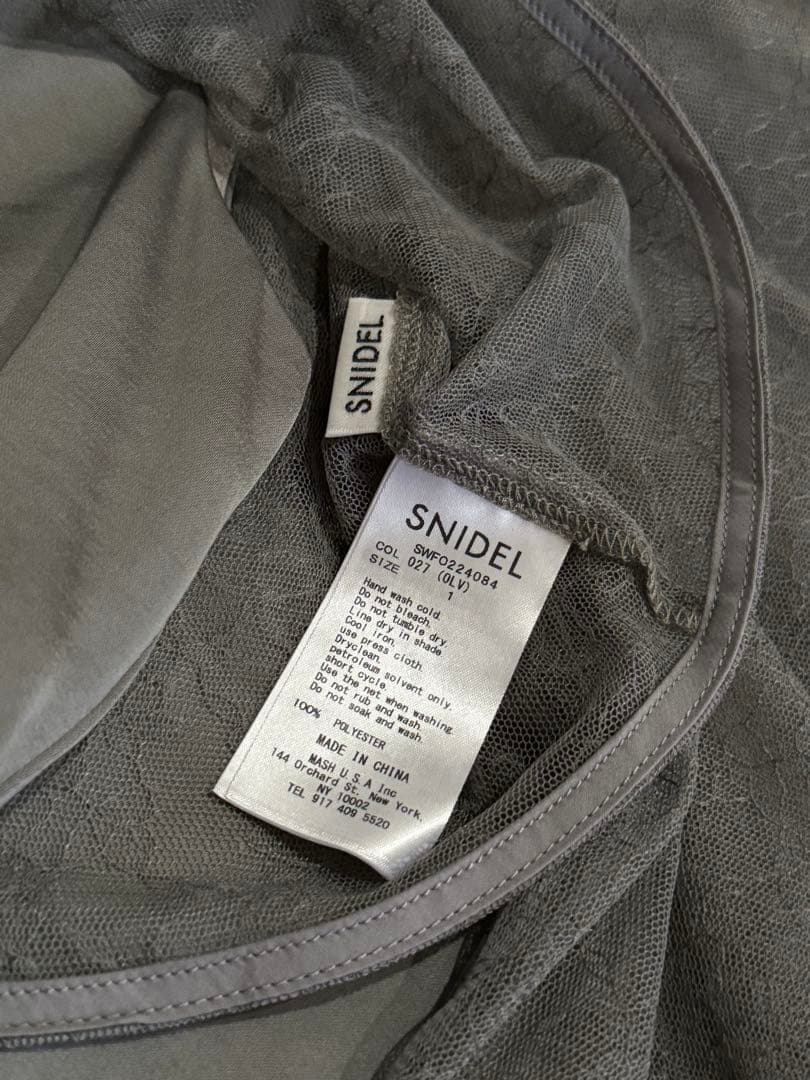 SNIDEL
SNIDEL
SWFO224084
COL 027 (OLV)
SIZE 1
Hand wash cold.
Do not bleach.
Do not tumble dry.
Line dry in shade
Cool iron.
use press cloth.
Dryclean.
petroleum solvent only.
short cycle.
Use the net when washing.
Do not rub and wash.
Do not soak and wash.
100% POLYESTER
MADE IN CHINA
MASH U.S.A Inc
144 Orchard St. New York,
NY 10002
TEL 917 409 5520